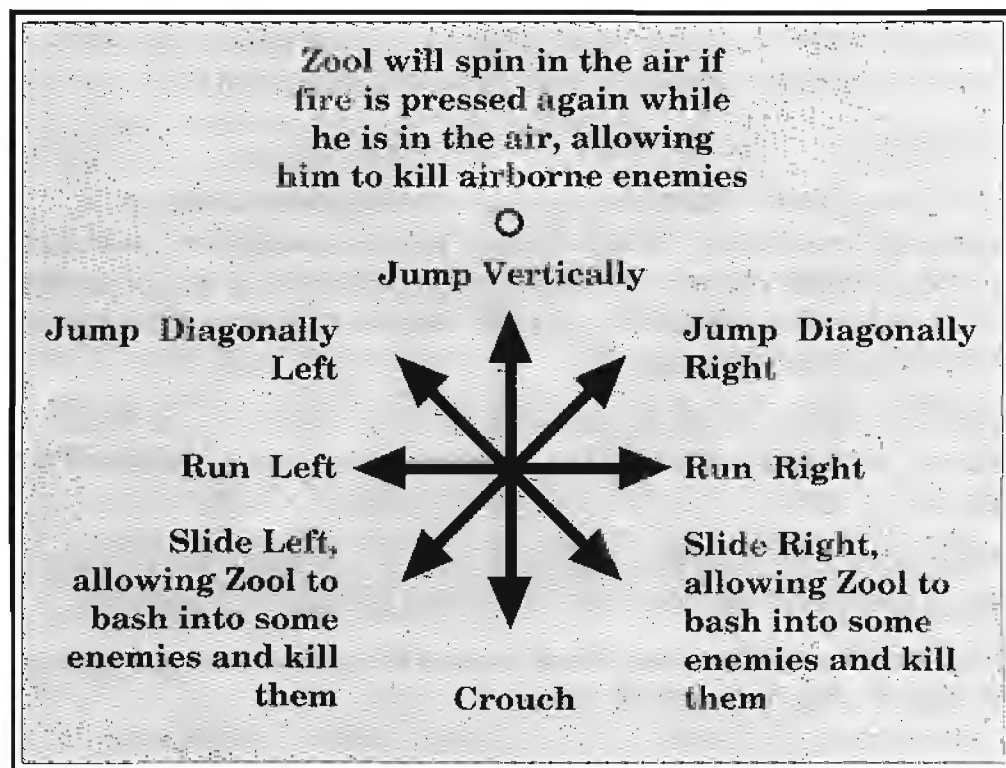 Zool will spin in the air if
fire is pressed again while
he is in the air, allowing
him to kill airborne enemies
Jump Vertically
Jump Diagonally
Left
Jump Diagonally
Right
Run Left
Run Right
Slide Left,
allowing Zool to
bash into some
enemies and kill
them
Slide Right,
allowing Zool to
bash into some
enemies and kill
them
Crouch